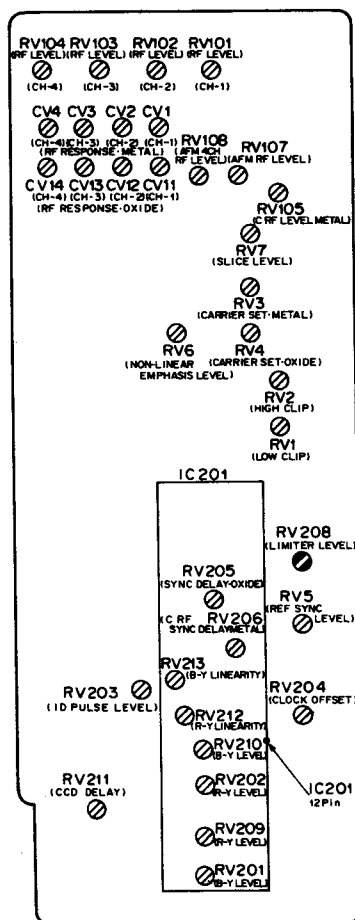 RV104 RV103 RV102 RV101
(RF LEVEL) (RF LEVEL) (RF LEVEL) (RF LEVEL)
(CH-4) (CH-3) (CH-2) (CH-1)
CV4 CV3 CV2 CV1
(CH-4) (CH-3) (CH-2) (CH-1)
(RF RESPONSE·METAL)
RV108
(AFM 4CH
RF LEVEL)
RV107
(AFM RF LEVEL)
CV14 CV13 CV12 CV11
(CH-4) (CH-3) (CH-2) (CH-1)
(RF RESPONSE·OXIDE)
RV105
(C RF LEVEL METAL)
RV7
(SLICE LEVEL)
RV3
(CARRIER SET·METAL)
RV6
(NON-LINEAR
EMPHASIS LEVEL)
RV4
(CARRIER SET·OXIDE)
RV2
(HIGH CLIP)
RV1
(LOW CLIP)
IC201
RV208
(LIMITER LEVEL)
RV205
(SYNC DELAY·OXIDE)
RV5
(REF SYNC
LEVEL)
(C RF RV206
SYNC DELAY METAL)
RV213
(B-Y LINEARITY)
RV203
(ID PULSE LEVEL)
RV204
(CLOCK OFFSET)
RV212
(R-Y LINEARITY)
RV210
(B-Y LEVEL)
RV211
(CCD DELAY)
RV202
(R-Y LEVEL)
IC201
12Pin
RV209
(R-Y LEVEL)
RV201
(B-Y LEVEL)